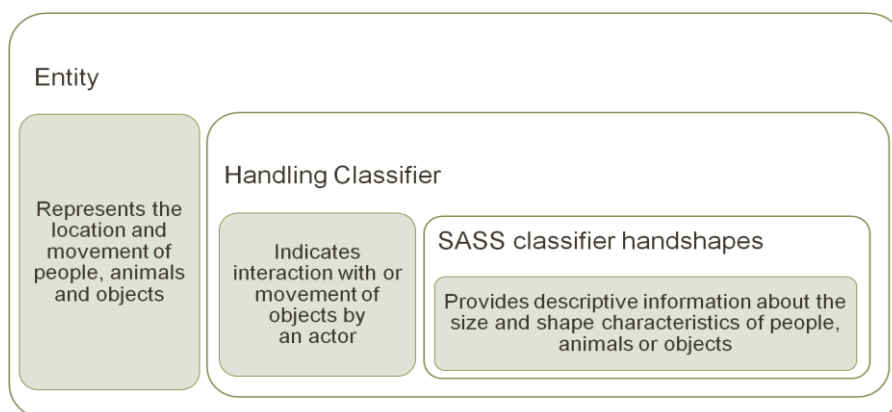 Entity
Represents the
location and
movement of
people, animals
and objects
Handling Classifier
Indicates
interaction with or
movement of
objects by
an actor
SASS classifier handshapes
Provides descriptive information about the
size and shape characteristics of people,
animals or objects